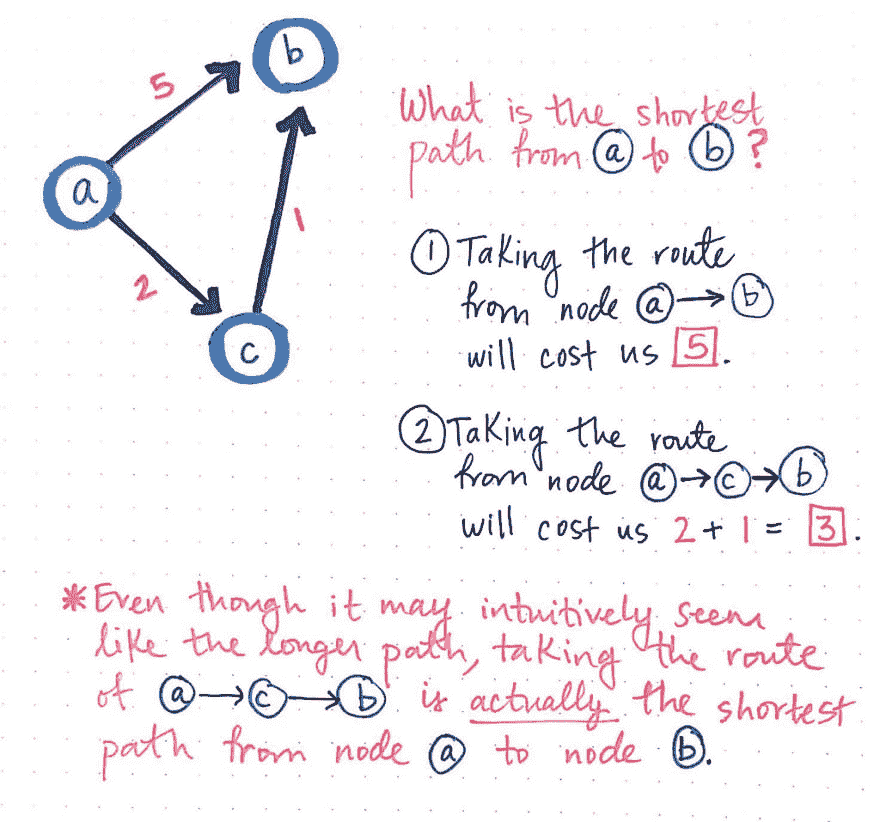 b
5
a
1
2
c
What is the shortest
path from a to b?
1 Taking the route
from node a → b
will cost us 5.
2 Taking the route
from node a → c → b
will cost us 2 + 1 = 3.
*Even though it may intuitively seem
like the longer path, taking the route
of a → c → b is actually the shortest
path from node a to node b.